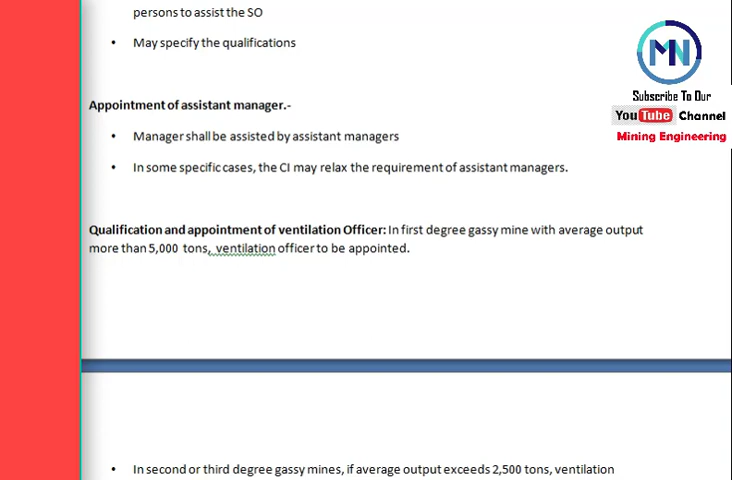 persons to assist the SO
• May specify the qualifications
MN
Subscribe To Our
YouTube Channel
Mining Engineering
Appointment of assistant manager.-
• Manager shall be assisted by assistant managers
• In some specific cases, the CI may relax the requirement of assistant managers.
Qualification and appointment of ventilation Officer: In first degree gassy mine with average output
more than 5,000 tons, ventilation officer to be appointed.
• In second or third degree gassy mines, if average output exceeds 2,500 tons, ventilation